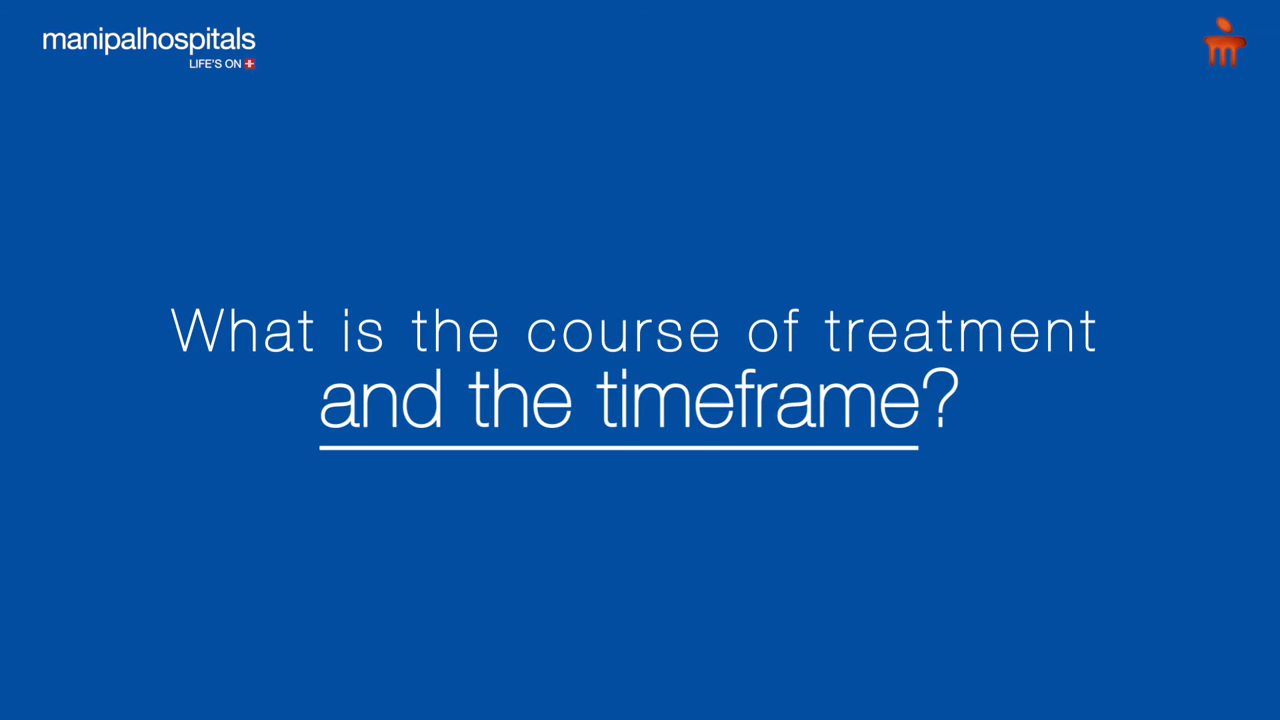 manipalhospitals
LIFE'S ON
What is the course of treatment
and the timeframe?